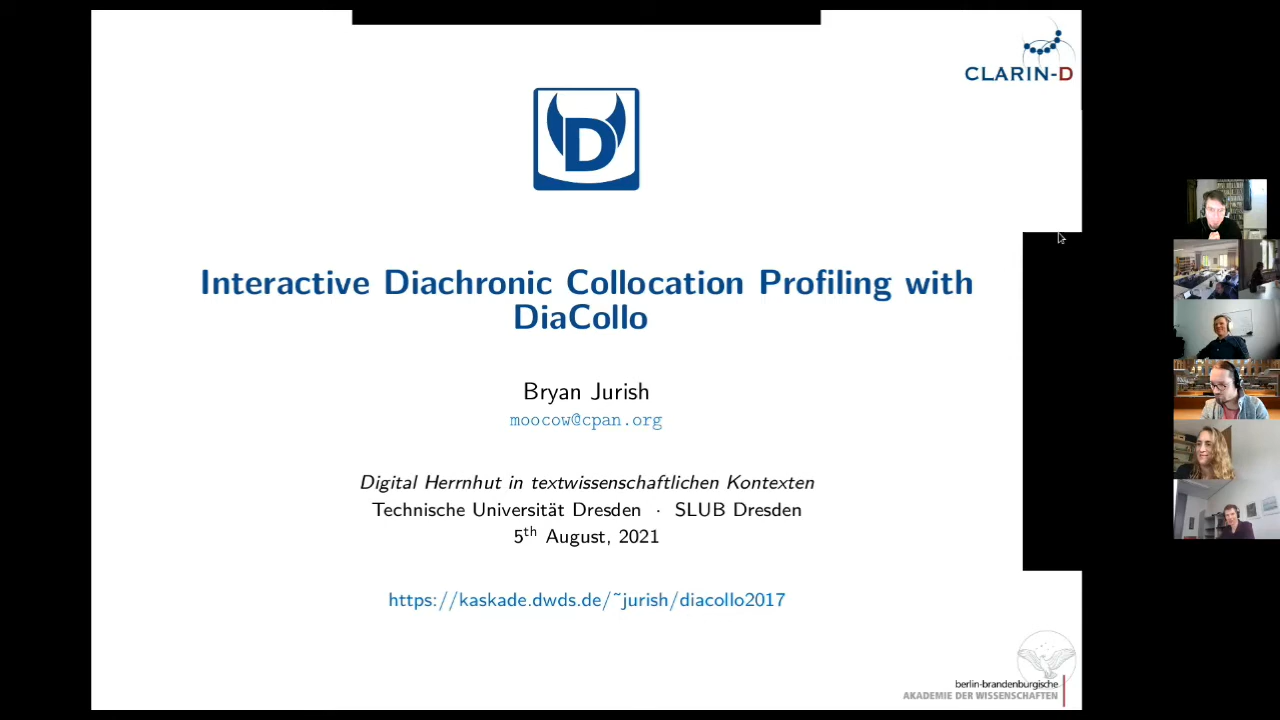 CLARIN-D
D
Interactive Diachronic Collocation Profiling with
DiaCollo
Bryan Jurish
moocow@cpan.org
Digital Herrnhut in textwissenschaftlichen Kontexten
Technische Universität Dresden · SLUB Dresden
5th August, 2021
https://kaskade.dwds.de/~jurish/diacollo2017
berlin-brandenburgische
AKADEMIE DER WISSENSCHAFTEN